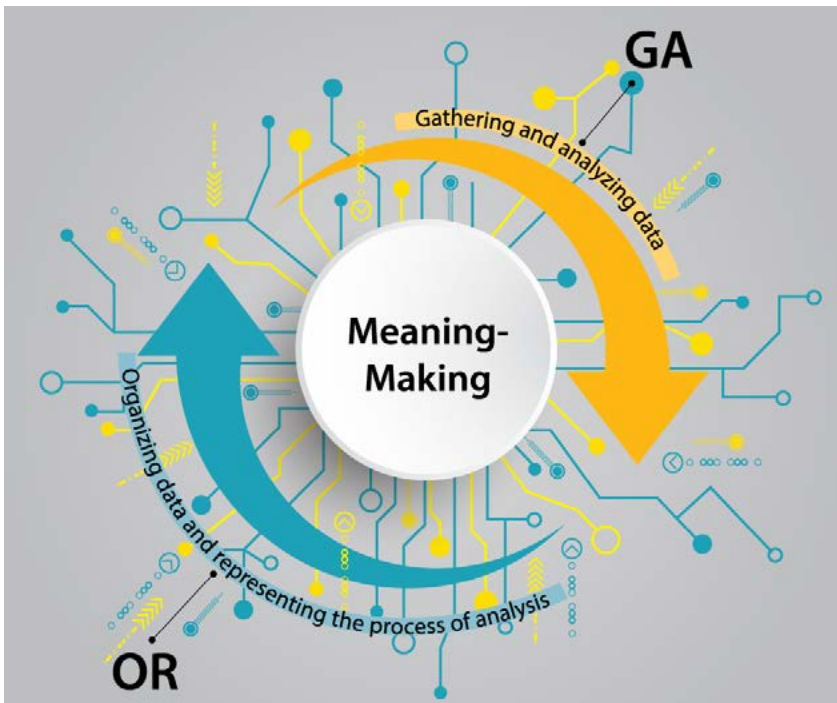 GA
Gathering and analyzing data
Meaning-
Making
Organizing data and representing the process of analysis
OR